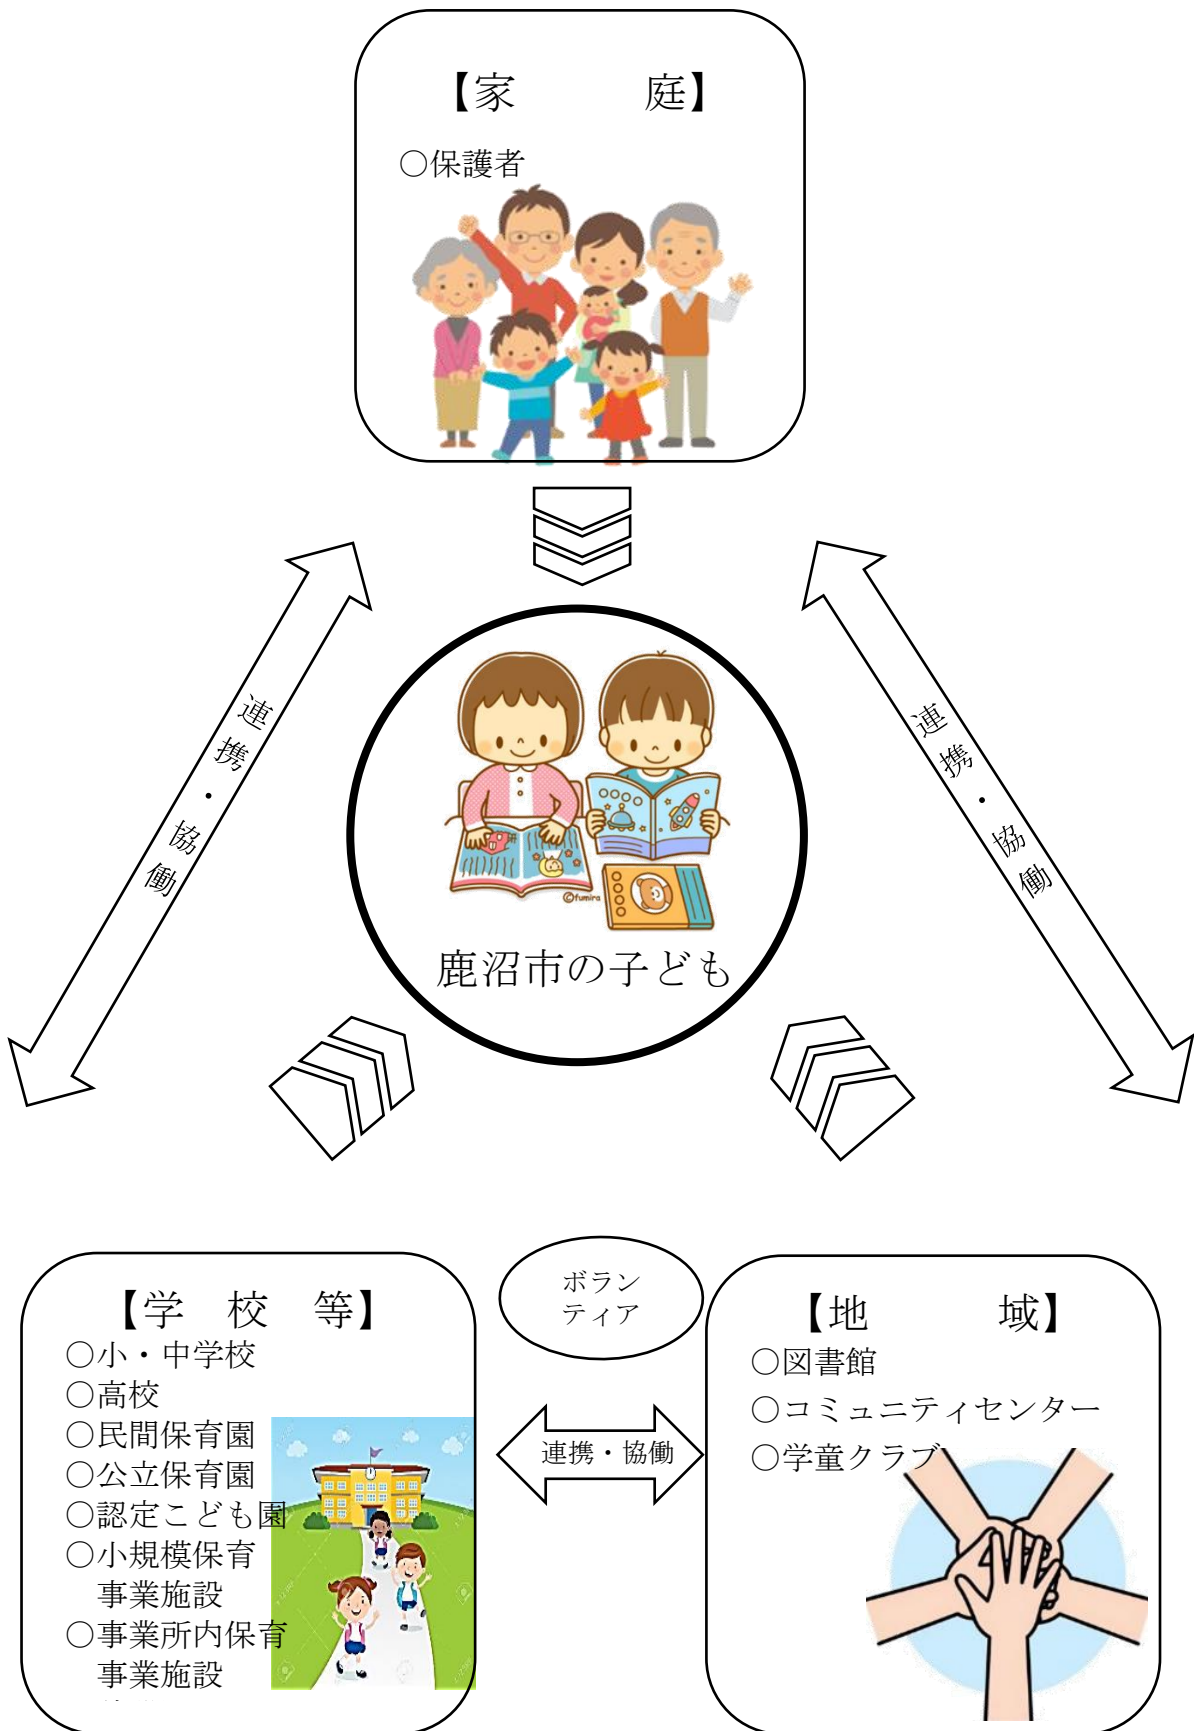 【家　　　庭】
○保護者
連携・協働
連携・協働
©fumira
鹿沼市の子ども
ボラン
ティア
【学　校　等】
○小・中学校
○高校
○民間保育園
○公立保育園
○認定こども園
○小規模保育
事業施設
○事業所内保育
事業施設
連携・協働
【地　　　域】
○図書館
○コミュニティセンター
○学童クラブ